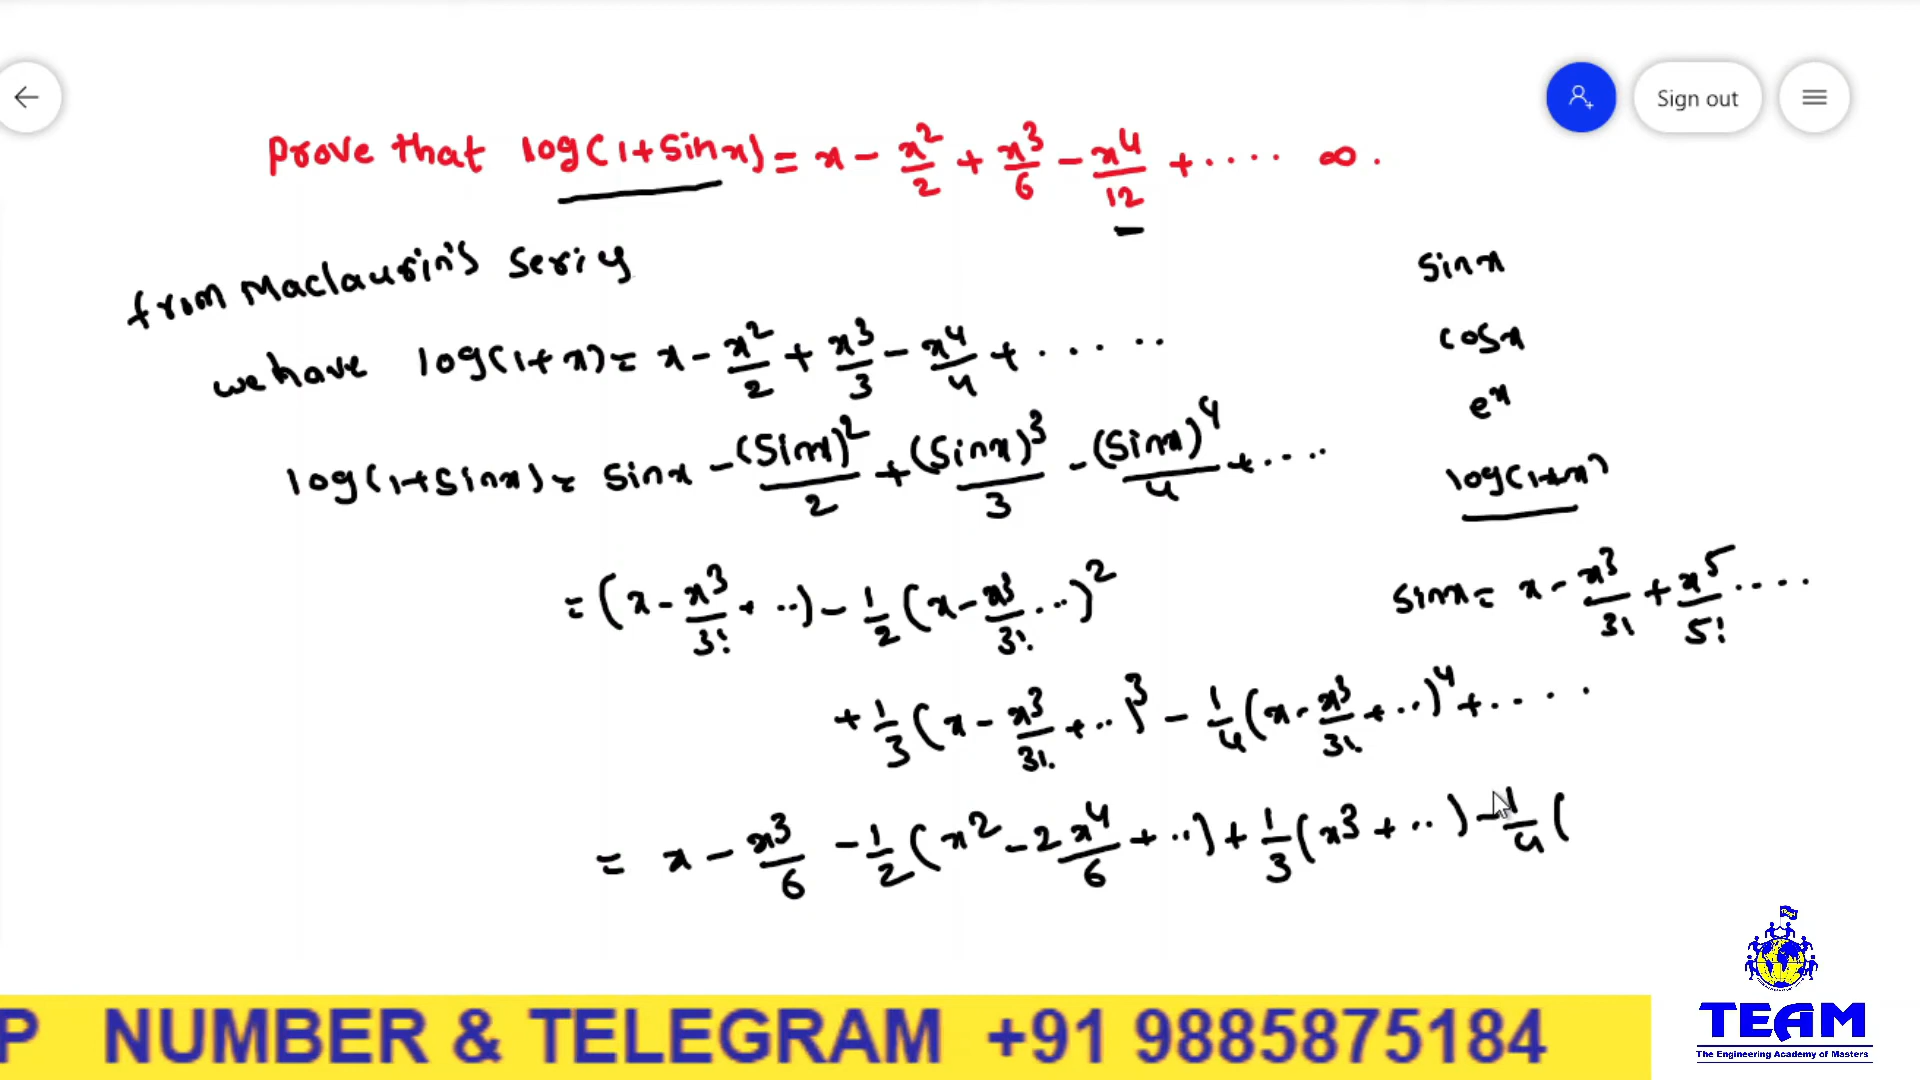 Sign out
Prove that log(1+sinx) = x - x²/2 + x³/6 - x⁴/12 + .... ∞.
from Maclaurin's Series
we have log(1+x) = x - x²/2 + x³/3 - x⁴/4 + .....
log(1+sinx) = sinx - (sinx)²/2 + (sinx)³/3 - (sinx)⁴/4 + ....
= (x - x³/3! + ..) - 1/2 (x - x³/3! ...)²
+ 1/3 (x - x³/3! + ..)³ - 1/4 (x - x³/3! + ..)⁴ + ....
= x - x³/6 - 1/2 (x² - 2x⁴/6 + ..) + 1/3 (x³ + ..) - 1/4 (
sinx
cosx
eˣ
log(1+x)
sinx = x - x³/3! + x⁵/5! ....
P NUMBER & TELEGRAM +91 9885875184
TEAM
The Engineering Academy of Masters